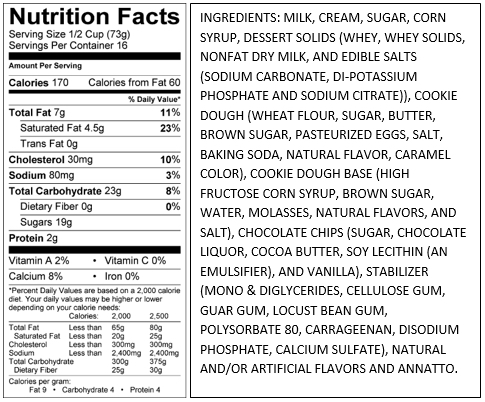 Nutrition Facts
Serving Size 1/2 Cup (73g)
Servings Per Container 16
Amount Per Serving
Calories 170 Calories from Fat 60
% Daily Value*
Total Fat 7g 11%
Saturated Fat 4.5g 23%
Trans Fat 0g
Cholesterol 30mg 10%
Sodium 80mg 3%
Total Carbohydrate 23g 8%
Dietary Fiber 0g 0%
Sugars 19g
Protein 2g
Vitamin A 2% • Vitamin C 0%
Calcium 8% • Iron 0%
*Percent Daily Values are based on a 2,000 calorie
diet. Your daily values may be higher or lower
depending on your calorie needs:
Calories: 2,000 2,500
Total Fat Less than 65g 80g
Saturated Fat Less than 20g 25g
Cholesterol Less than 300mg 300mg
Sodium Less than 2,400mg 2,400mg
Total Carbohydrate 300g 375g
Dietary Fiber 25g 30g
Calories per gram:
Fat 9 • Carbohydrate 4 • Protein 4
INGREDIENTS: MILK, CREAM, SUGAR, CORN
SYRUP, DESSERT SOLIDS (WHEY, WHEY SOLIDS,
NONFAT DRY MILK, AND EDIBLE SALTS
(SODIUM CARBONATE, DI-POTASSIUM
PHOSPHATE AND SODIUM CITRATE)), COOKIE
DOUGH (WHEAT FLOUR, SUGAR, BUTTER,
BROWN SUGAR, PASTEURIZED EGGS, SALT,
BAKING SODA, NATURAL FLAVOR, CARAMEL
COLOR), COOKIE DOUGH BASE (HIGH
FRUCTOSE CORN SYRUP, BROWN SUGAR,
WATER, MOLASSES, NATURAL FLAVORS, AND
SALT), CHOCOLATE CHIPS (SUGAR, CHOCOLATE
LIQUOR, COCOA BUTTER, SOY LECITHIN (AN
EMULSIFIER), AND VANILLA), STABILIZER
(MONO & DIGLYCERIDES, CELLULOSE GUM,
GUAR GUM, LOCUST BEAN GUM,
POLYSORBATE 80, CARRAGEENAN, DISODIUM
PHOSPHATE, CALCIUM SULFATE), NATURAL
AND/OR ARTIFICIAL FLAVORS AND ANNATTO.